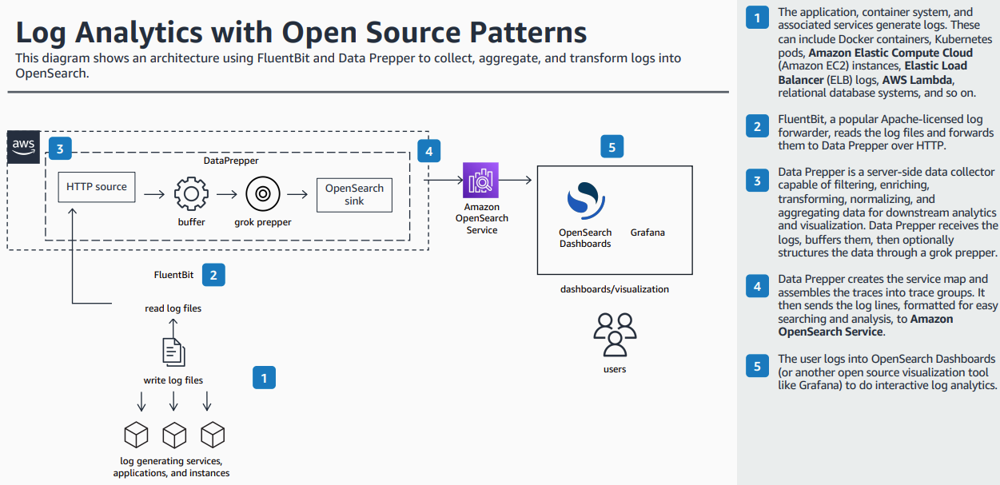 Log Analytics with Open Source Patterns
This diagram shows an architecture using FluentBit and Data Prepper to collect, aggregate, and transform logs into
OpenSearch.
aws
3
DataPrepper
HTTP source
buffer
grok prepper
OpenSearch
sink
4
Amazon
OpenSearch
Service
5
OpenSearch
Dashboards
Grafana
dashboards/visualization
users
FluentBit
2
read log files
write log files
1
log generating services,
applications, and instances
1
The application, container system, and
associated services generate logs. These
can include Docker containers, Kubernetes
pods, Amazon Elastic Compute Cloud
(Amazon EC2) instances, Elastic Load
Balancer (ELB) logs, AWS Lambda,
relational database systems, and so on.
2
FluentBit, a popular Apache-licensed log
forwarder, reads the log files and forwards
them to Data Prepper over HTTP.
3
Data Prepper is a server-side data collector
capable of filtering, enriching,
transforming, normalizing, and
aggregating data for downstream analytics
and visualization. Data Prepper receives the
logs, buffers them, then optionally
structures the data through a grok prepper.
4
Data Prepper creates the service map and
assembles the traces into trace groups. It
then sends the log lines, formatted for easy
searching and analysis, to Amazon
OpenSearch Service.
5
The user logs into OpenSearch Dashboards
(or another open source visualization tool
like Grafana) to do interactive log analytics.